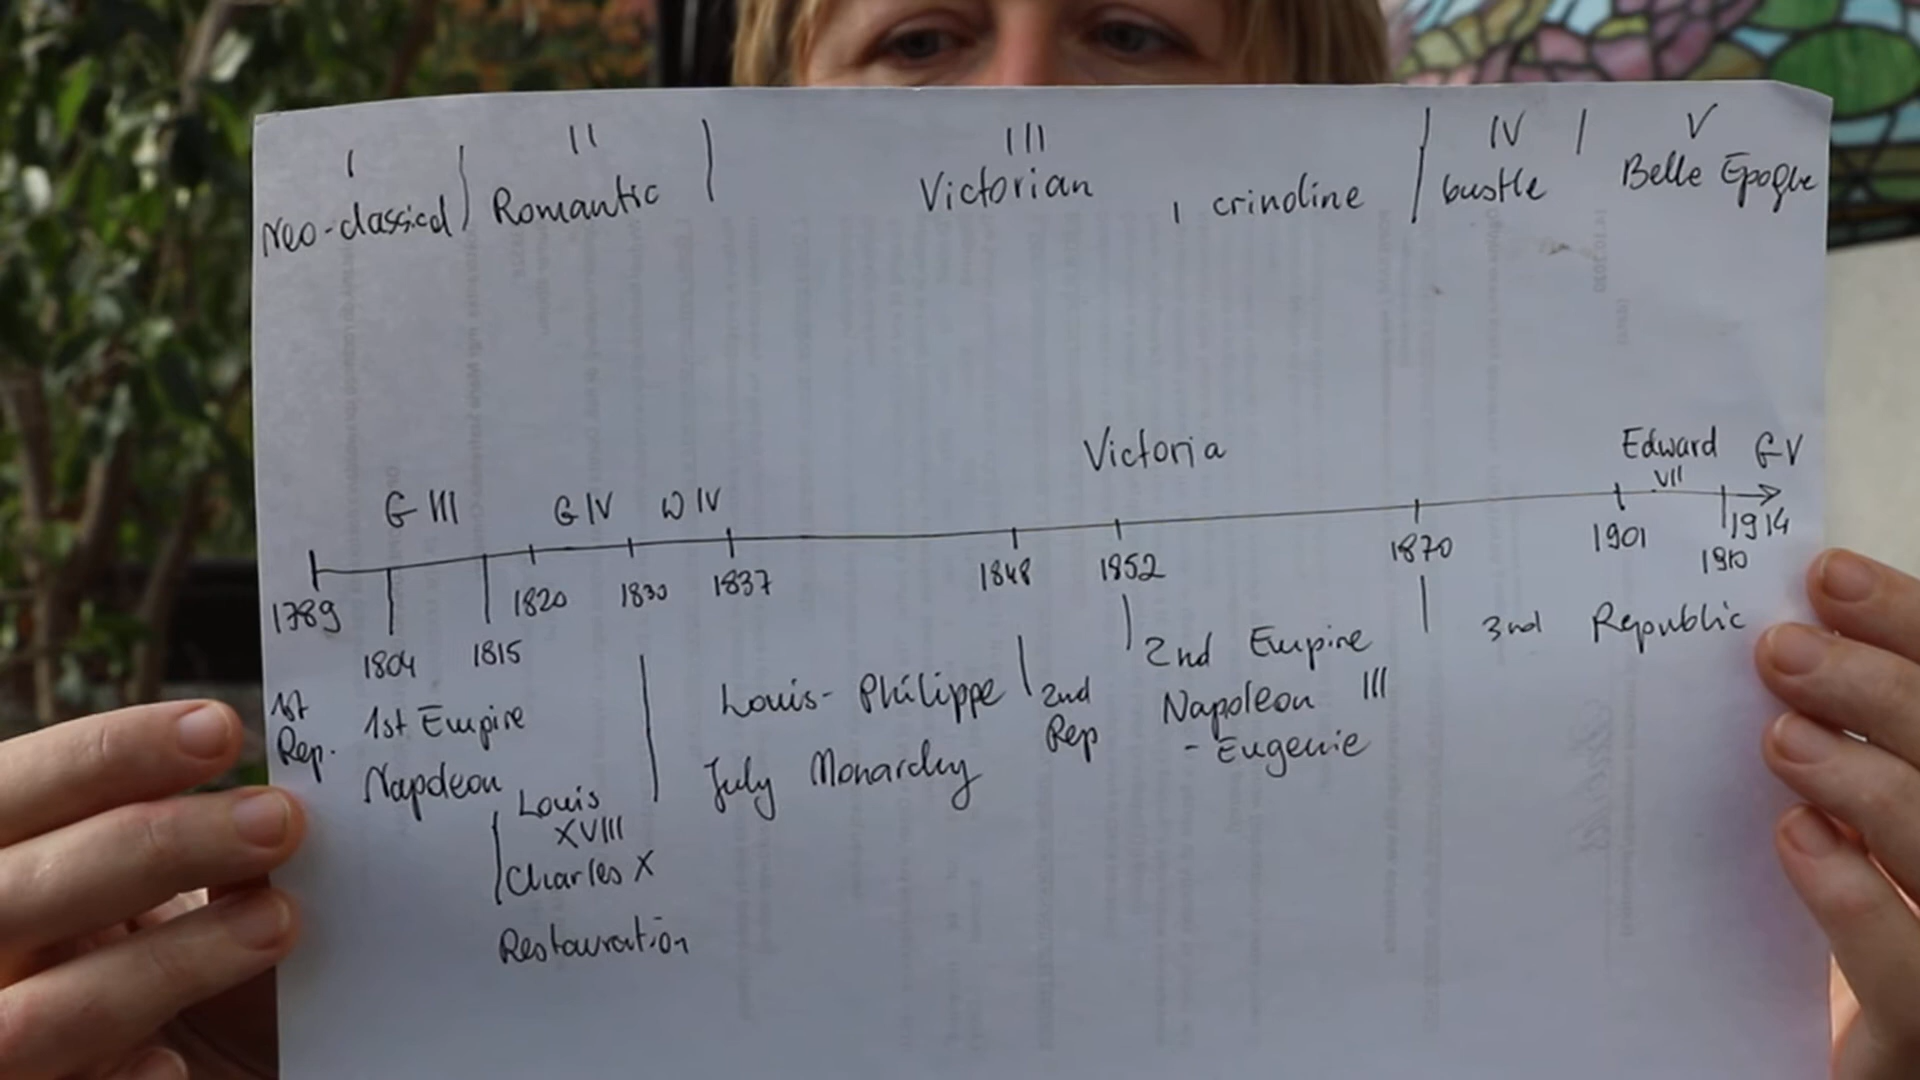 I II III IV V
Neo-classical Romantic Victorian crinoline bustle Belle Epoque
Victoria Edward VII G V
G III G IV W IV
1789 1804 1815 1820 1830 1837 1848 1852 1870 1901 1910 1914
1st Rep.
1st Empire
Napoleon
Louis XVIII
Charles X
Restauration
Louis-Philippe
July Monarchy
2nd Rep
2nd Empire
Napoleon III
- Eugenie
3nd Republic